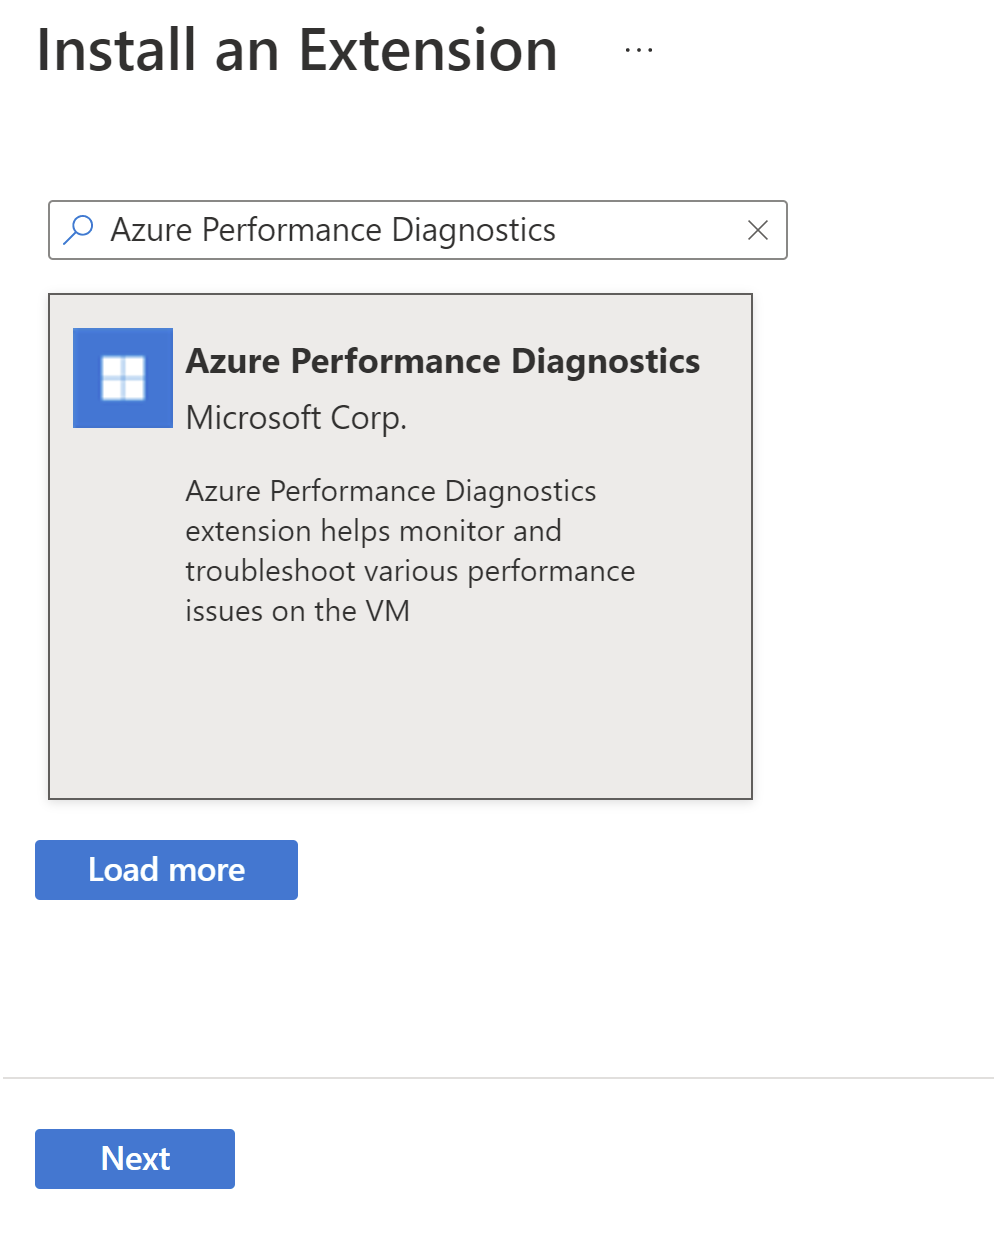 Install an Extension ...
Azure Performance Diagnostics
Azure Performance Diagnostics
Microsoft Corp.
Azure Performance Diagnostics
extension helps monitor and
troubleshoot various performance
issues on the VM
Load more
Next